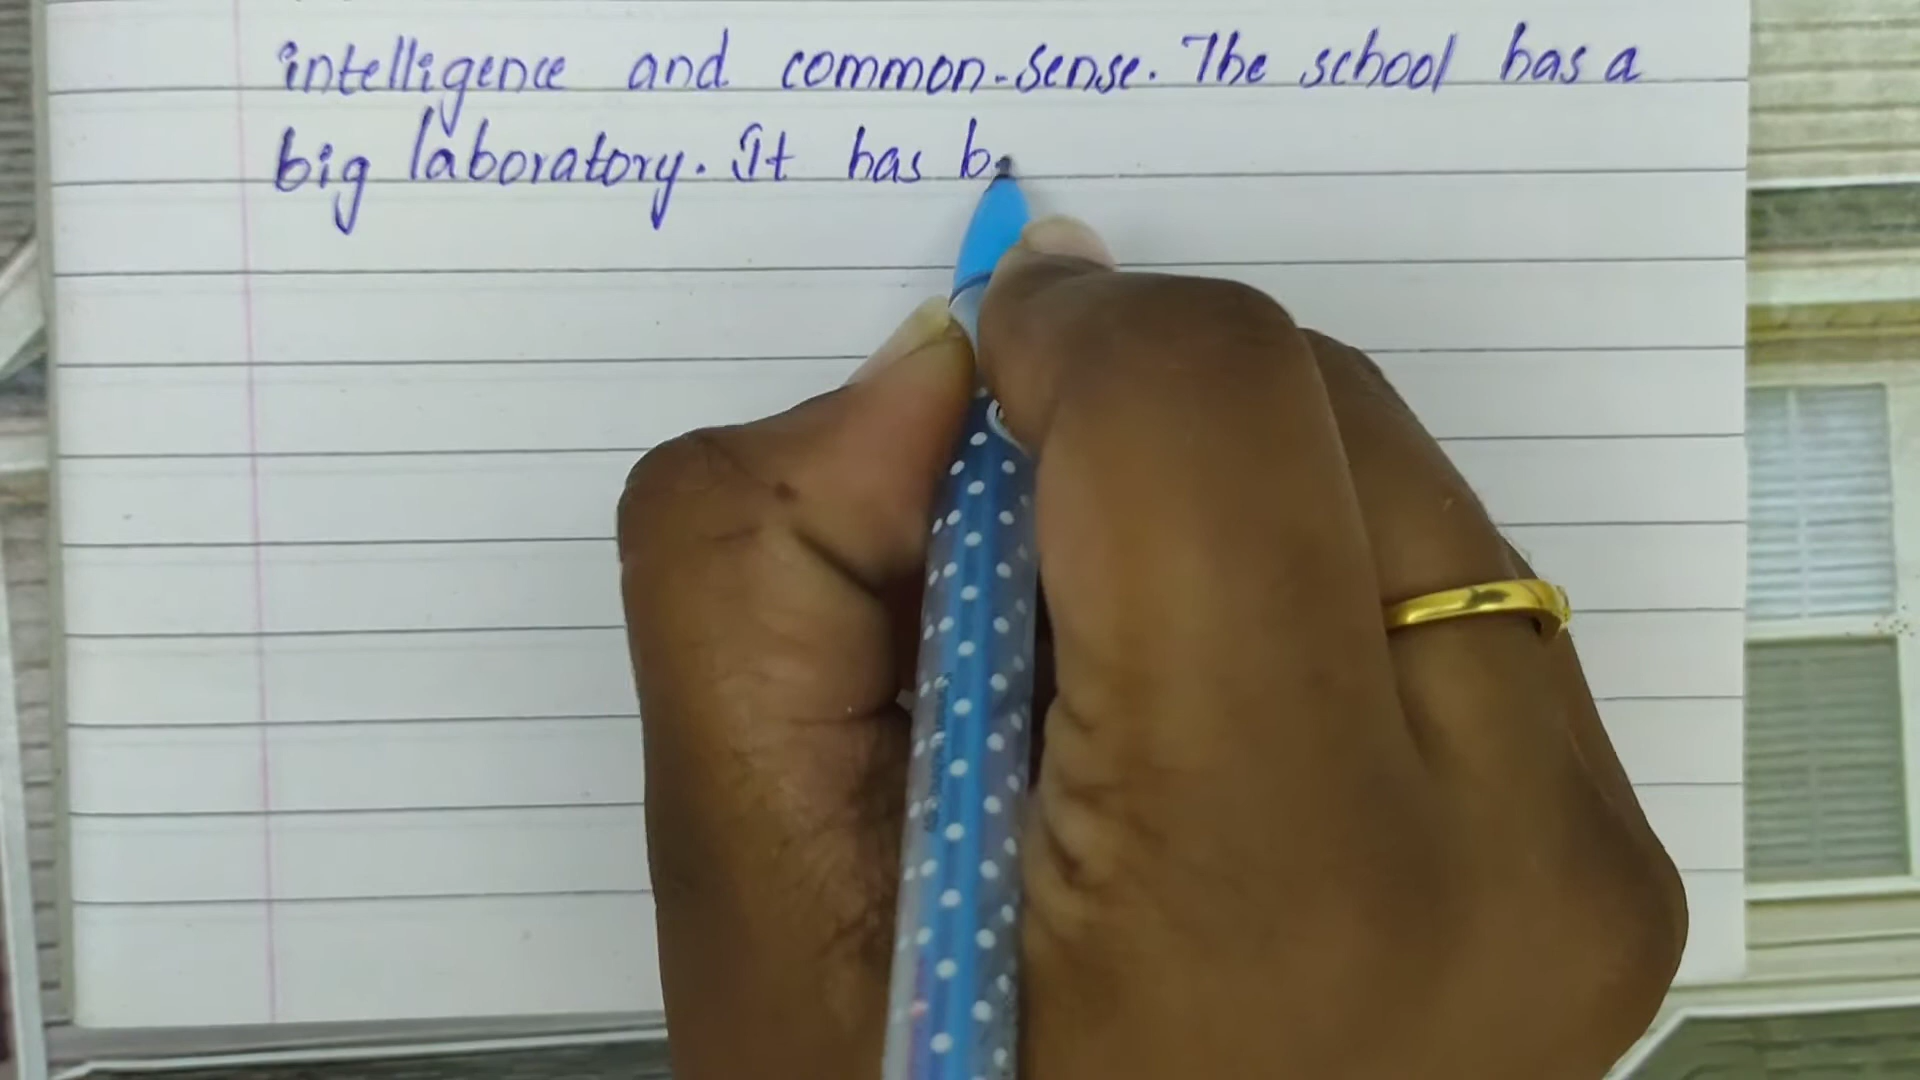 intelligence and common-sense. The school has a
big laboratory. It has b